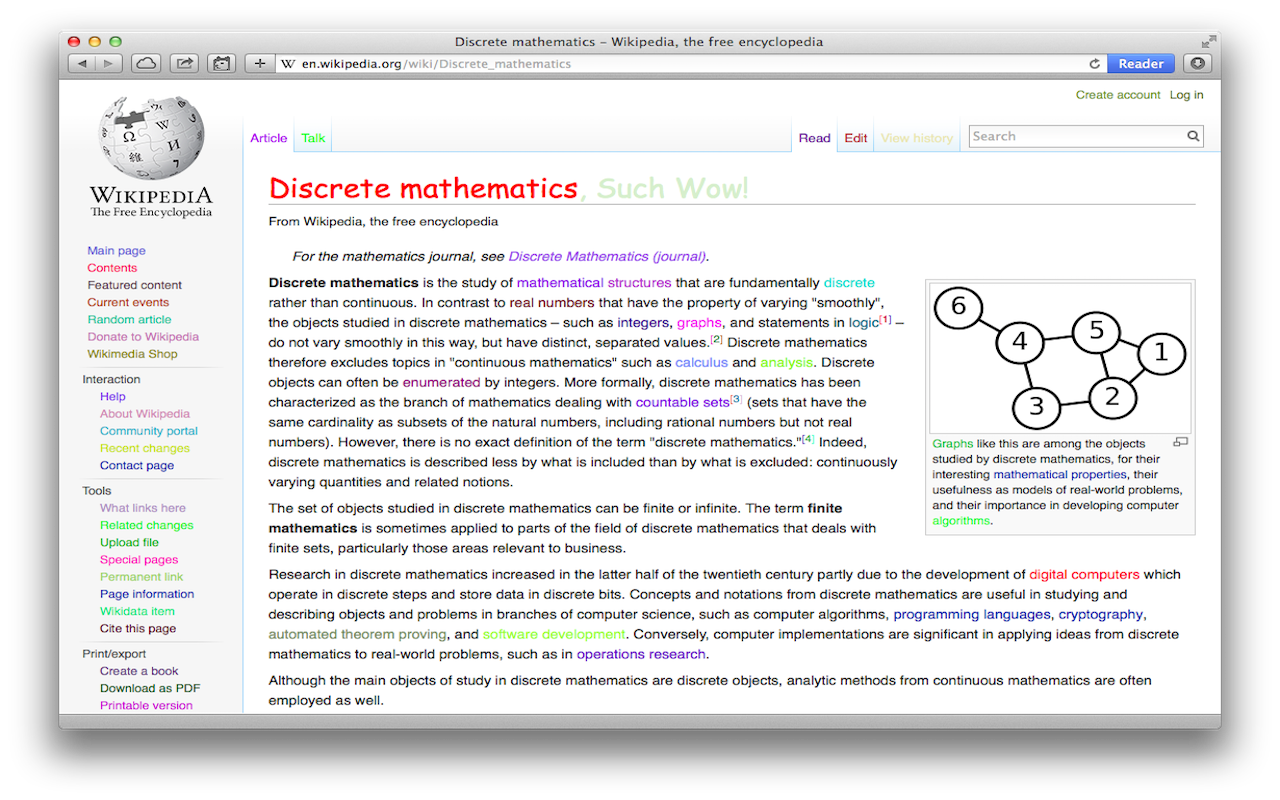 Discrete mathematics – Wikipedia, the free encyclopedia
en.wikipedia.org/wiki/Discrete_mathematics
Reader
Create account Log in
Article Talk
Read Edit View history Search
WIKIPEDIA
The Free Encyclopedia
Main page
Contents
Featured content
Current events
Random article
Donate to Wikipedia
Wikimedia Shop
Interaction
Help
About Wikipedia
Community portal
Recent changes
Contact page
Tools
What links here
Related changes
Upload file
Special pages
Permanent link
Page information
Wikidata item
Cite this page
Print/export
Create a book
Download as PDF
Printable version
Discrete mathematics, Such Wow!
From Wikipedia, the free encyclopedia
For the mathematics journal, see Discrete Mathematics (journal).
Discrete mathematics is the study of mathematical structures that are fundamentally discrete
rather than continuous. In contrast to real numbers that have the property of varying "smoothly",
the objects studied in discrete mathematics – such as integers, graphs, and statements in logic[1] –
do not vary smoothly in this way, but have distinct, separated values.[2] Discrete mathematics
therefore excludes topics in "continuous mathematics" such as calculus and analysis. Discrete
objects can often be enumerated by integers. More formally, discrete mathematics has been
characterized as the branch of mathematics dealing with countable sets[3] (sets that have the
same cardinality as subsets of the natural numbers, including rational numbers but not real
numbers). However, there is no exact definition of the term "discrete mathematics."[4] Indeed,
discrete mathematics is described less by what is included than by what is excluded: continuously
varying quantities and related notions.
The set of objects studied in discrete mathematics can be finite or infinite. The term finite
mathematics is sometimes applied to parts of the field of discrete mathematics that deals with
finite sets, particularly those areas relevant to business.
6
5
4
1
2
3
Graphs like this are among the objects
studied by discrete mathematics, for their
interesting mathematical properties, their
usefulness as models of real-world problems,
and their importance in developing computer
algorithms.
Research in discrete mathematics increased in the latter half of the twentieth century partly due to the development of digital computers which
operate in discrete steps and store data in discrete bits. Concepts and notations from discrete mathematics are useful in studying and
describing objects and problems in branches of computer science, such as computer algorithms, programming languages, cryptography,
automated theorem proving, and software development. Conversely, computer implementations are significant in applying ideas from discrete
mathematics to real-world problems, such as in operations research.
Although the main objects of study in discrete mathematics are discrete objects, analytic methods from continuous mathematics are often
employed as well.